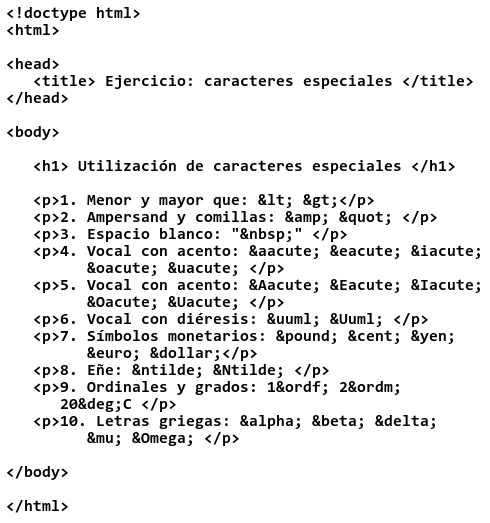 <!doctype html>
<html>
<head>
<title> Ejercicio: caracteres especiales </title>
</head>
<body>
<h1> Utilización de caracteres especiales </h1>
<p>1. Menor y mayor que: &lt; &gt;</p>
<p>2. Ampersand y comillas: &amp; &quot; </p>
<p>3. Espacio blanco: "&nbsp;" </p>
<p>4. Vocal con acento: &aacute; &eacute; &iacute;
&oacute; &uacute; </p>
<p>5. Vocal con acento: &Aacute; &Eacute; &Iacute;
&Oacute; &Uacute; </p>
<p>6. Vocal con diéresis: &uuml; &Uuml; </p>
<p>7. Símbolos monetarios: &pound; &cent; &yen;
&euro; &dollar;</p>
<p>8. Eñe: &ntilde; &Ntilde; </p>
<p>9. Ordinales y grados: 1&ordf; 2&ordm;
20&deg;C </p>
<p>10. Letras griegas: &alpha; &beta; &delta;
&mu; &Omega; </p>
</body>
</html>